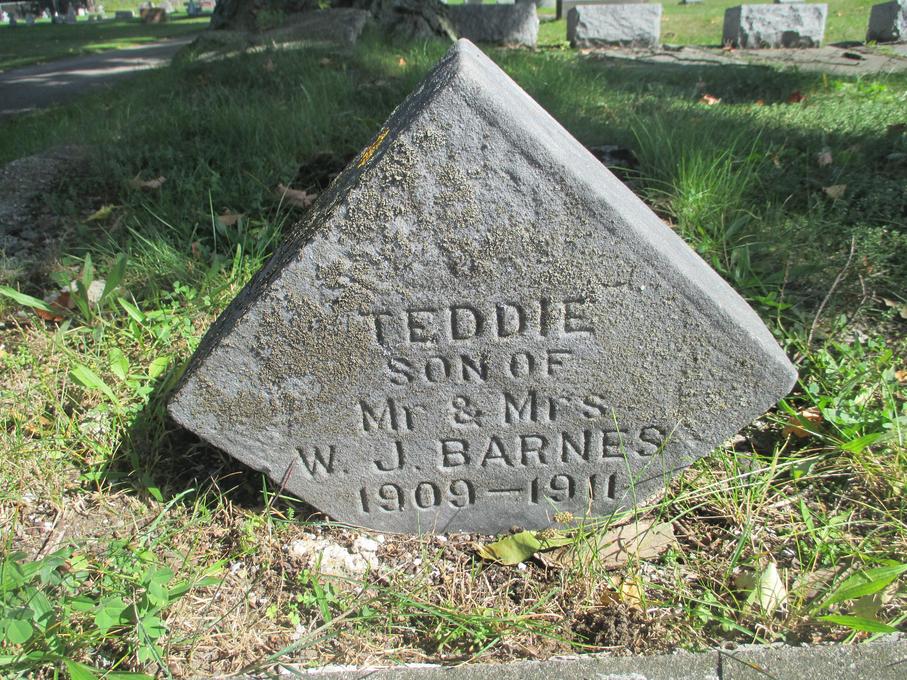 TEDDIE
SON OF
Mr & Mrs
W. J. BARNES
1909-1911